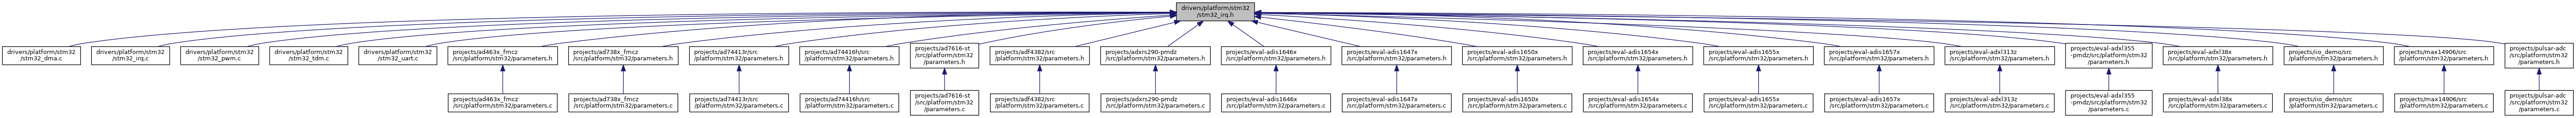 drivers/platform/stm32
/stm32_irq.h
drivers/platform/stm32
/stm32_dma.c
drivers/platform/stm32
/stm32_irq.c
drivers/platform/stm32
/stm32_pwm.c
drivers/platform/stm32
/stm32_tdm.c
drivers/platform/stm32
/stm32_uart.c
projects/ad463x_fmcz
/src/platform/stm32/parameters.h
projects/ad738x_fmcz
/src/platform/stm32/parameters.h
projects/ad74413r/src
/platform/stm32/parameters.h
projects/ad74416h/src
/platform/stm32/parameters.h
projects/ad7616-st
/src/platform/stm32
/parameters.h
projects/adf4382/src
/platform/stm32/parameters.h
projects/adxrs290-pmdz
/src/platform/stm32/parameters.h
projects/eval-adis1646x
/src/platform/stm32/parameters.h
projects/eval-adis1647x
/src/platform/stm32/parameters.h
projects/eval-adis1650x
/src/platform/stm32/parameters.h
projects/eval-adis1654x
/src/platform/stm32/parameters.h
projects/eval-adis1655x
/src/platform/stm32/parameters.h
projects/eval-adis1657x
/src/platform/stm32/parameters.h
projects/eval-adxl313z
/src/platform/stm32/parameters.h
projects/eval-adxl355
-pmdz/src/platform/stm32
/parameters.h
projects/eval-adxl38x
/src/platform/stm32/parameters.h
projects/iio_demo/src
/platform/stm32/parameters.h
projects/max14906/src
/platform/stm32/parameters.h
projects/pulsar-adc
/src/platform/stm32
/parameters.h
projects/ad463x_fmcz
/src/platform/stm32/parameters.c
projects/ad738x_fmcz
/src/platform/stm32/parameters.c
projects/ad74413r/src
/platform/stm32/parameters.c
projects/ad74416h/src
/platform/stm32/parameters.c
projects/ad7616-st
/src/platform/stm32
/parameters.c
projects/adf4382/src
/platform/stm32/parameters.c
projects/adxrs290-pmdz
/src/platform/stm32/parameters.c
projects/eval-adis1646x
/src/platform/stm32/parameters.c
projects/eval-adis1647x
/src/platform/stm32/parameters.c
projects/eval-adis1650x
/src/platform/stm32/parameters.c
projects/eval-adis1654x
/src/platform/stm32/parameters.c
projects/eval-adis1655x
/src/platform/stm32/parameters.c
projects/eval-adis1657x
/src/platform/stm32/parameters.c
projects/eval-adxl313z
/src/platform/stm32/parameters.c
projects/eval-adxl355
-pmdz/src/platform/stm32
/parameters.c
projects/eval-adxl38x
/src/platform/stm32/parameters.c
projects/iio_demo/src
/platform/stm32/parameters.c
projects/max14906/src
/platform/stm32/parameters.c
projects/pulsar-adc
/src/platform/stm32
/parameters.c